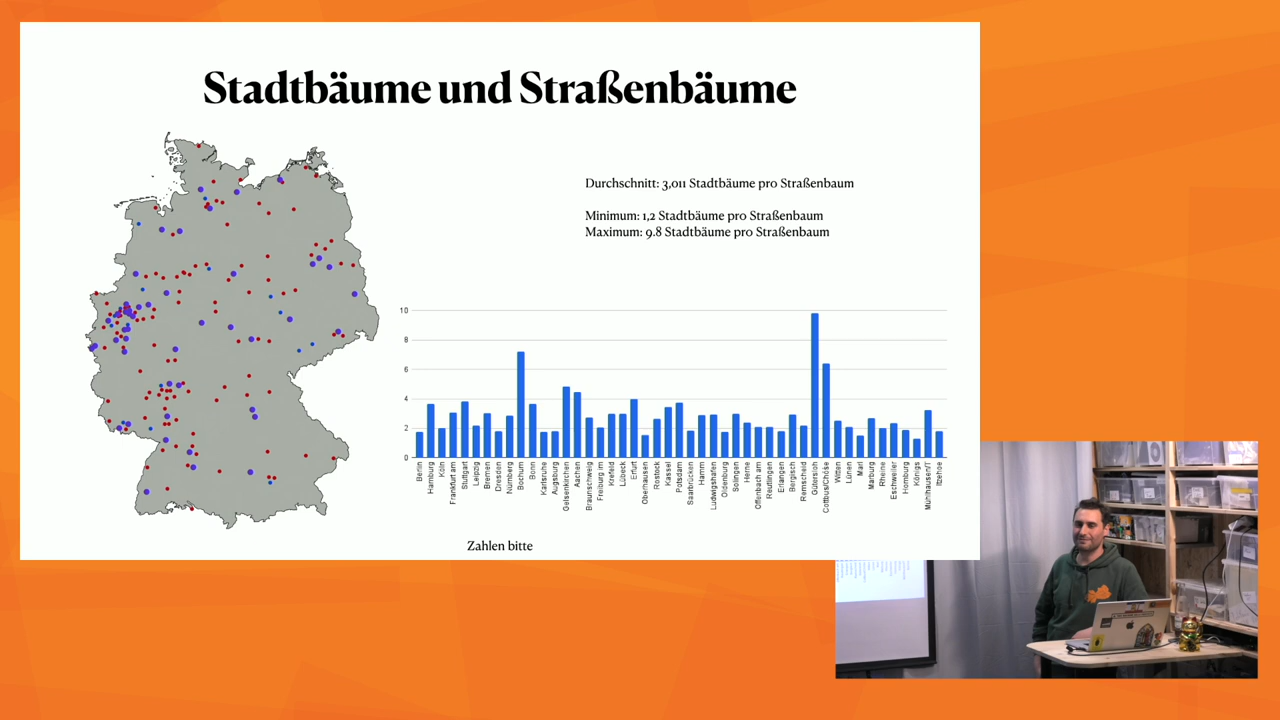 Stadtbäume und Straßenbäume
Durchschnitt: 3,011 Stadtbäume pro Straßenbaum
Minimum: 1,2 Stadtbäume pro Straßenbaum
Maximum: 9.8 Stadtbäume pro Straßenbaum
10
8
6
4
2
0
Berlin
Hamburg
Köln
Frankfurt am
Stuttgart
Leipzig
Bremen
Dresden
Nürnberg
Bochum
Bonn
Karlsruhe
Augsburg
Gelsenkirchen
Aachen
Braunschweig
Freiburg im
Krefeld
Lübeck
Erfurt
Oberhausen
Rostock
Kassel
Potsdam
Saarbrücken
Hamm
Ludwigshafen
Oldenburg
Solingen
Herne
Offenbach am
Reutlingen
Erlangen
Bergisch
Remscheid
Gütersloh
Cottbus/Chóśe
Witten
Lünen
Marl
Marburg
Rheine
Eschweiler
Homburg
Königs
Mühlhausen/T
Itzehoe
Zahlen bitte